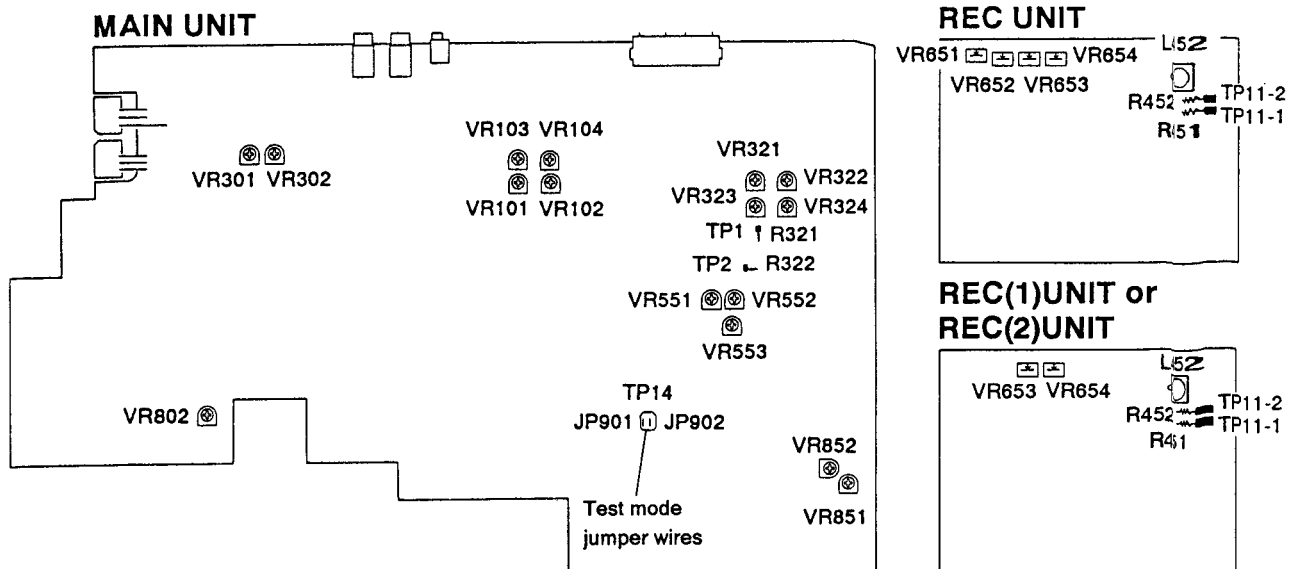 MAIN UNIT
VR301 VR302
VR103 VR104
VR101 VR102
VR321
VR322
VR323
VR324
TP1 R321
TP2 R322
VR551 VR552
VR553
TP14
JP901 JP902
VR802
VR852
VR851
Test mode
jumper wires
REC UNIT
VR651
VR654
VR652 VR653
R452
TP11-2
TP11-1
REC(1)UNIT or
REC(2)UNIT
VR653 VR654
R452
TP11-2
TP11-1